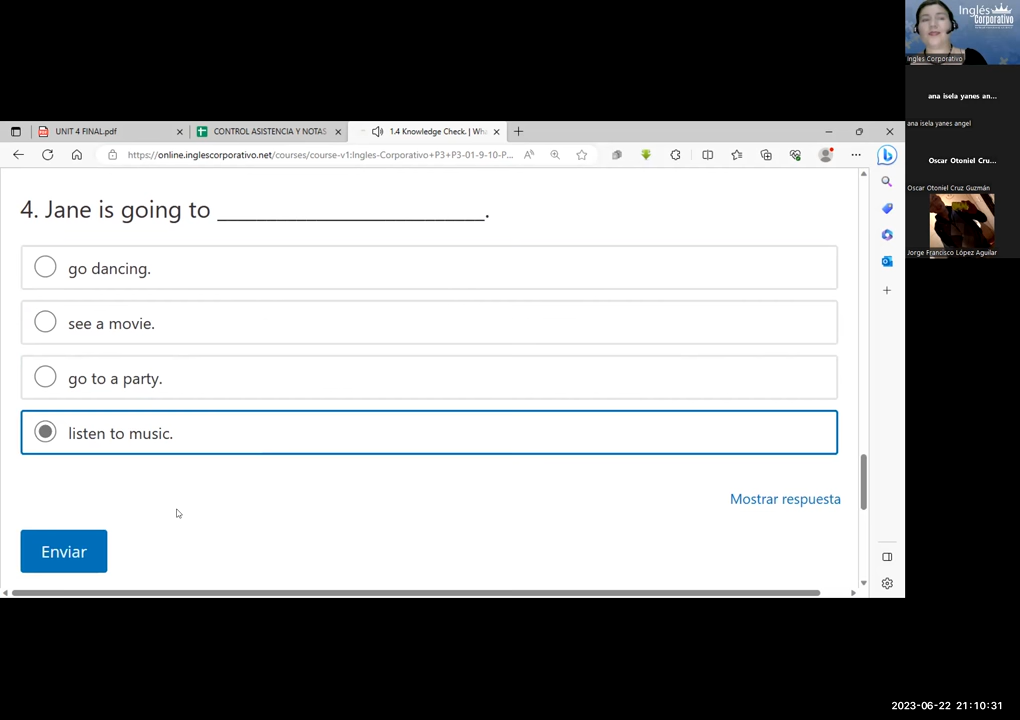 Inglés
Corporativo
Ingles Corporativo
ana isela yanes an...
ana isela yanes angel
Oscar Otoniel Cru...
Oscar Otoniel Cruz Guzmán
Jorge Francisco López Aguilar
UNIT 4 FINAL.pdf
CONTROL ASISTENCIA Y NOTAS
1.4 Knowledge Check. | Wha
https://online.inglescorporativo.net/courses/course-v1:Ingles-Corporativo+P3+P3-01-9-10-P...
4. Jane is going to ___________________________.
go dancing.
see a movie.
go to a party.
listen to music.
Mostrar respuesta
Enviar
2023-06-22 21:10:31